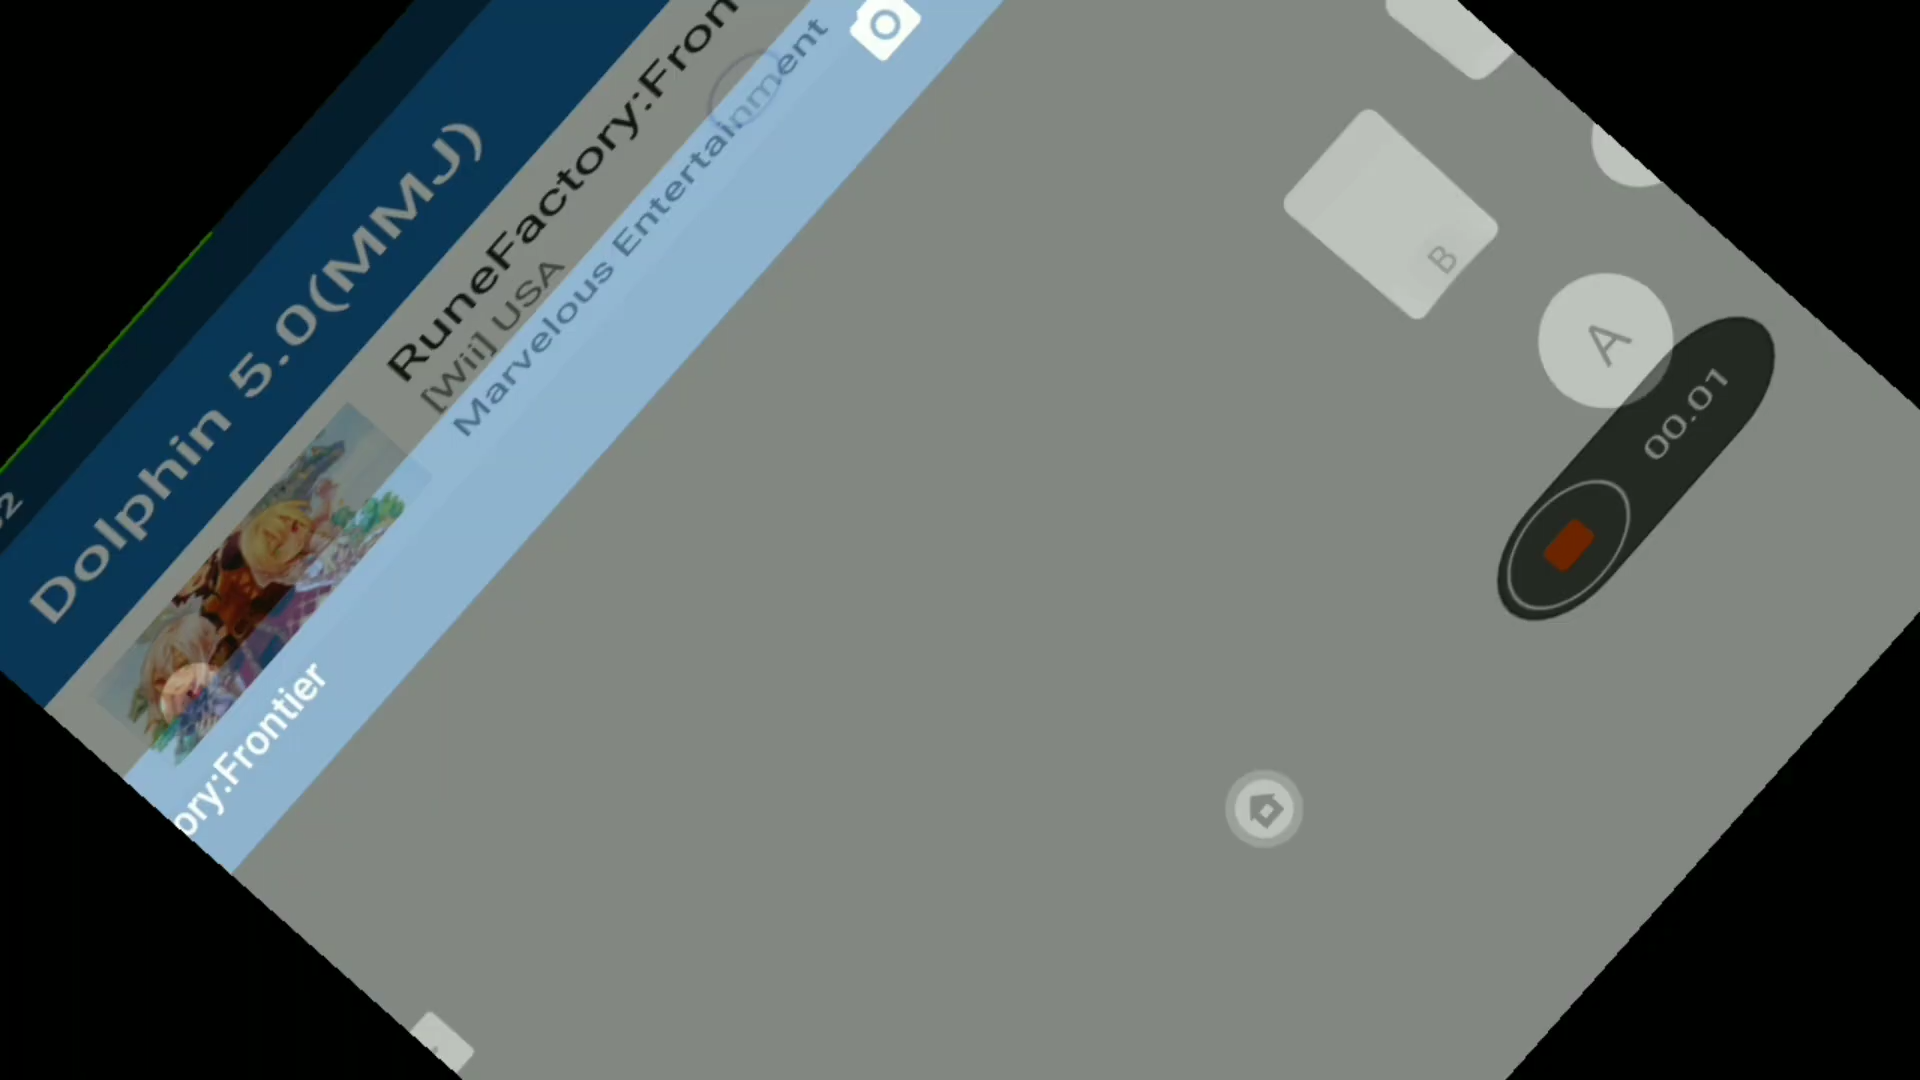 Dolphin 5.0(MMJ)
RuneFactory:Fron
[Wii] USA
Marvelous Entertainment
ory:Frontier
B
A
00:01